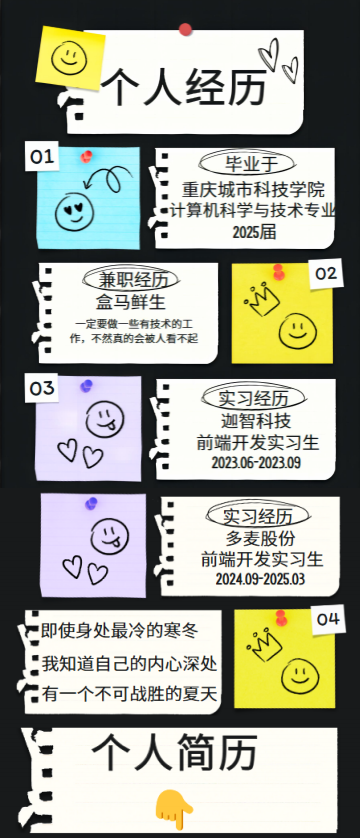 个人经历
01
毕业于
重庆城市科技学院
计算机科学与技术专业
2025届
兼职经历
盒马鲜生
一定要做一些有技术的工
作，不然真的会被人看不起
02
03
实习经历
迦智科技
前端开发实习生
2023.06-2023.09
实习经历
多麦股份
前端开发实习生
2024.09-2025.03
即使身处最冷的寒冬
我知道自己的内心深处
有一个不可战胜的夏天
04
个人简历